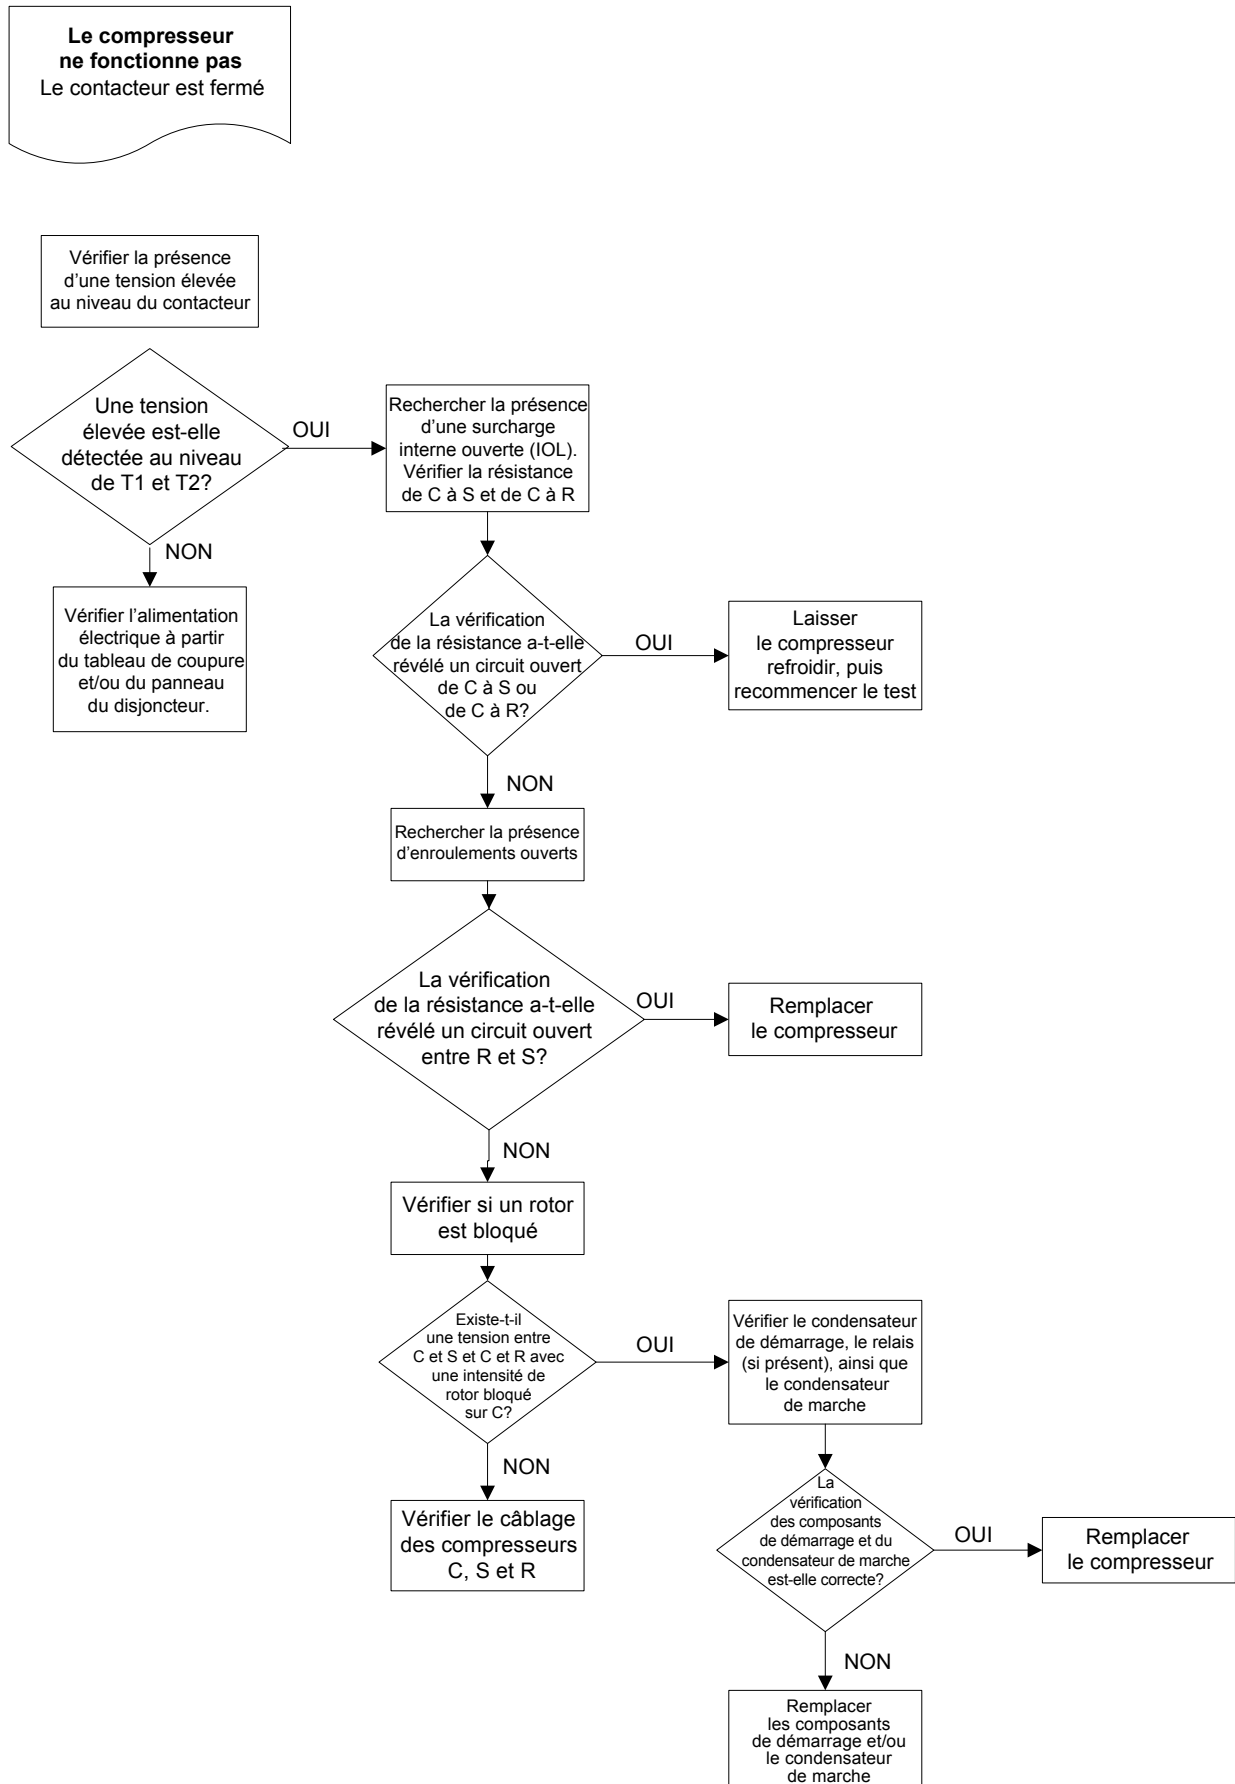 Le compresseur
ne fonctionne pas
Le contacteur est fermé
Vérifier la présence
d’une tension élevée
au niveau du contacteur
Une tension
élevée est-elle
détectée au niveau
de T1 et T2?
OUI
Rechercher la présence
d’une surcharge
interne ouverte (IOL).
Vérifier la résistance
de C à S et de C à R
NON
Vérifier l’alimentation
électrique à partir
du tableau de coupure
et/ou du panneau
du disjoncteur.
La vérification
de la résistance a-t-elle
révélé un circuit ouvert
de C à S ou
de C à R?
OUI
Laisser
le compresseur
refroidir, puis
recommencer le test
NON
Rechercher la présence
d’enroulements ouverts
La vérification
de la résistance a-t-elle
révélé un circuit ouvert
entre R et S?
OUI
Remplacer
le compresseur
NON
Vérifier si un rotor
est bloqué
Existe-t-il
une tension entre
C et S et C et R avec
une intensité de
rotor bloqué
sur C?
OUI
Vérifier le condensateur
de démarrage, le relais
(si présent), ainsi que
le condensateur
de marche
NON
Vérifier le câblage
des compresseurs
C, S et R
La
vérification
des composants
de démarrage et du
condensateur de marche
est-elle correcte?
OUI
Remplacer
le compresseur
NON
Remplacer
les composants
de démarrage et/ou
le condensateur
de marche